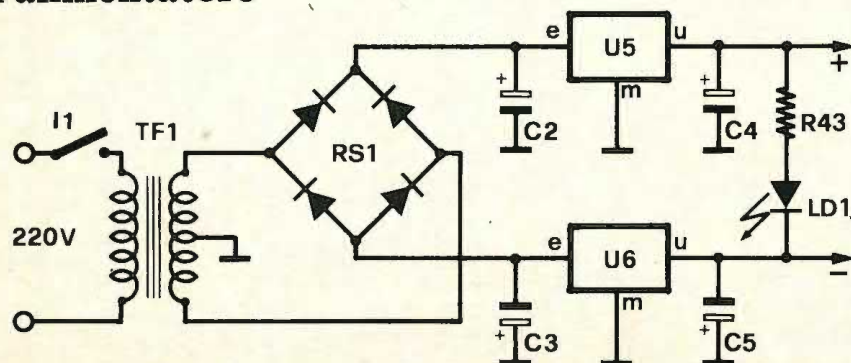 l'alimentatore
e
U5
u
m
+
C2
+
C4
+
R43
I1
TF1
RS1
220V
LD1
e
U6
u
m
-
+
C3
+
C5